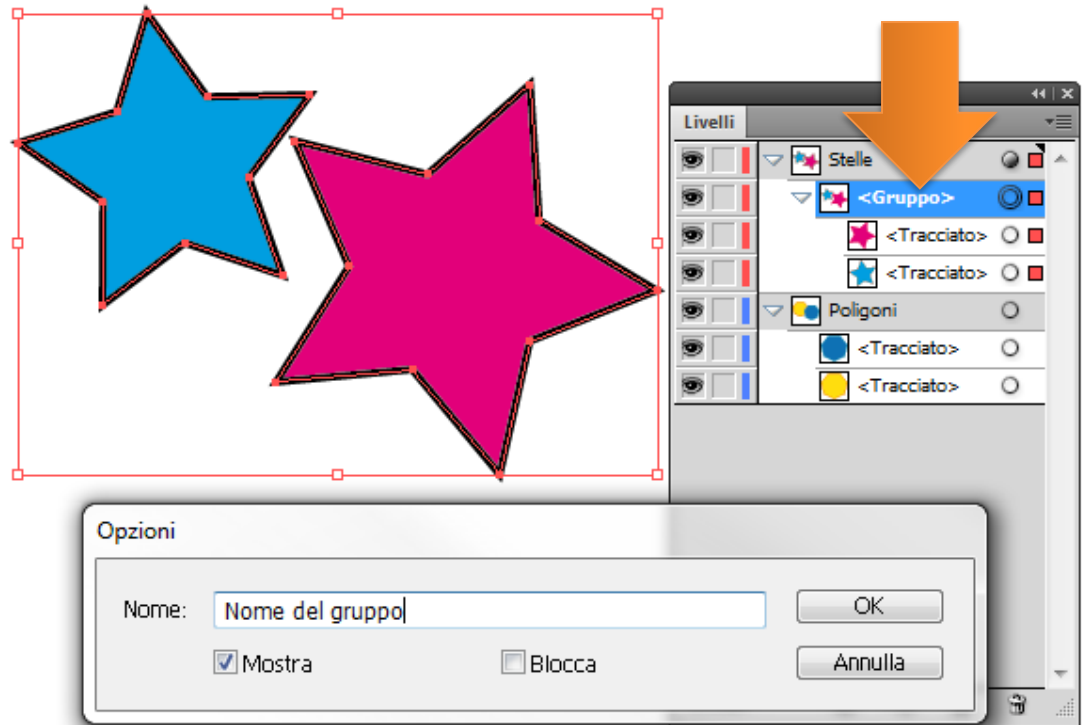 Livelli
Stelle
<Gruppo>
<Tracciato>
<Tracciato>
Poligoni
<Tracciato>
<Tracciato>
Opzioni
Nome: Nome del gruppo OK
Mostra Blocca Annulla